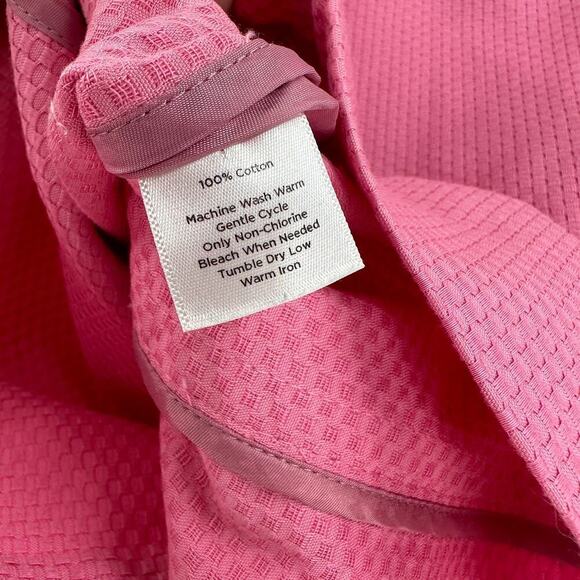 100% Cotton
Machine Wash Warm
Gentle Cycle
Only Non-Chlorine
Bleach When Needed
Tumble Dry Low
Warm Iron